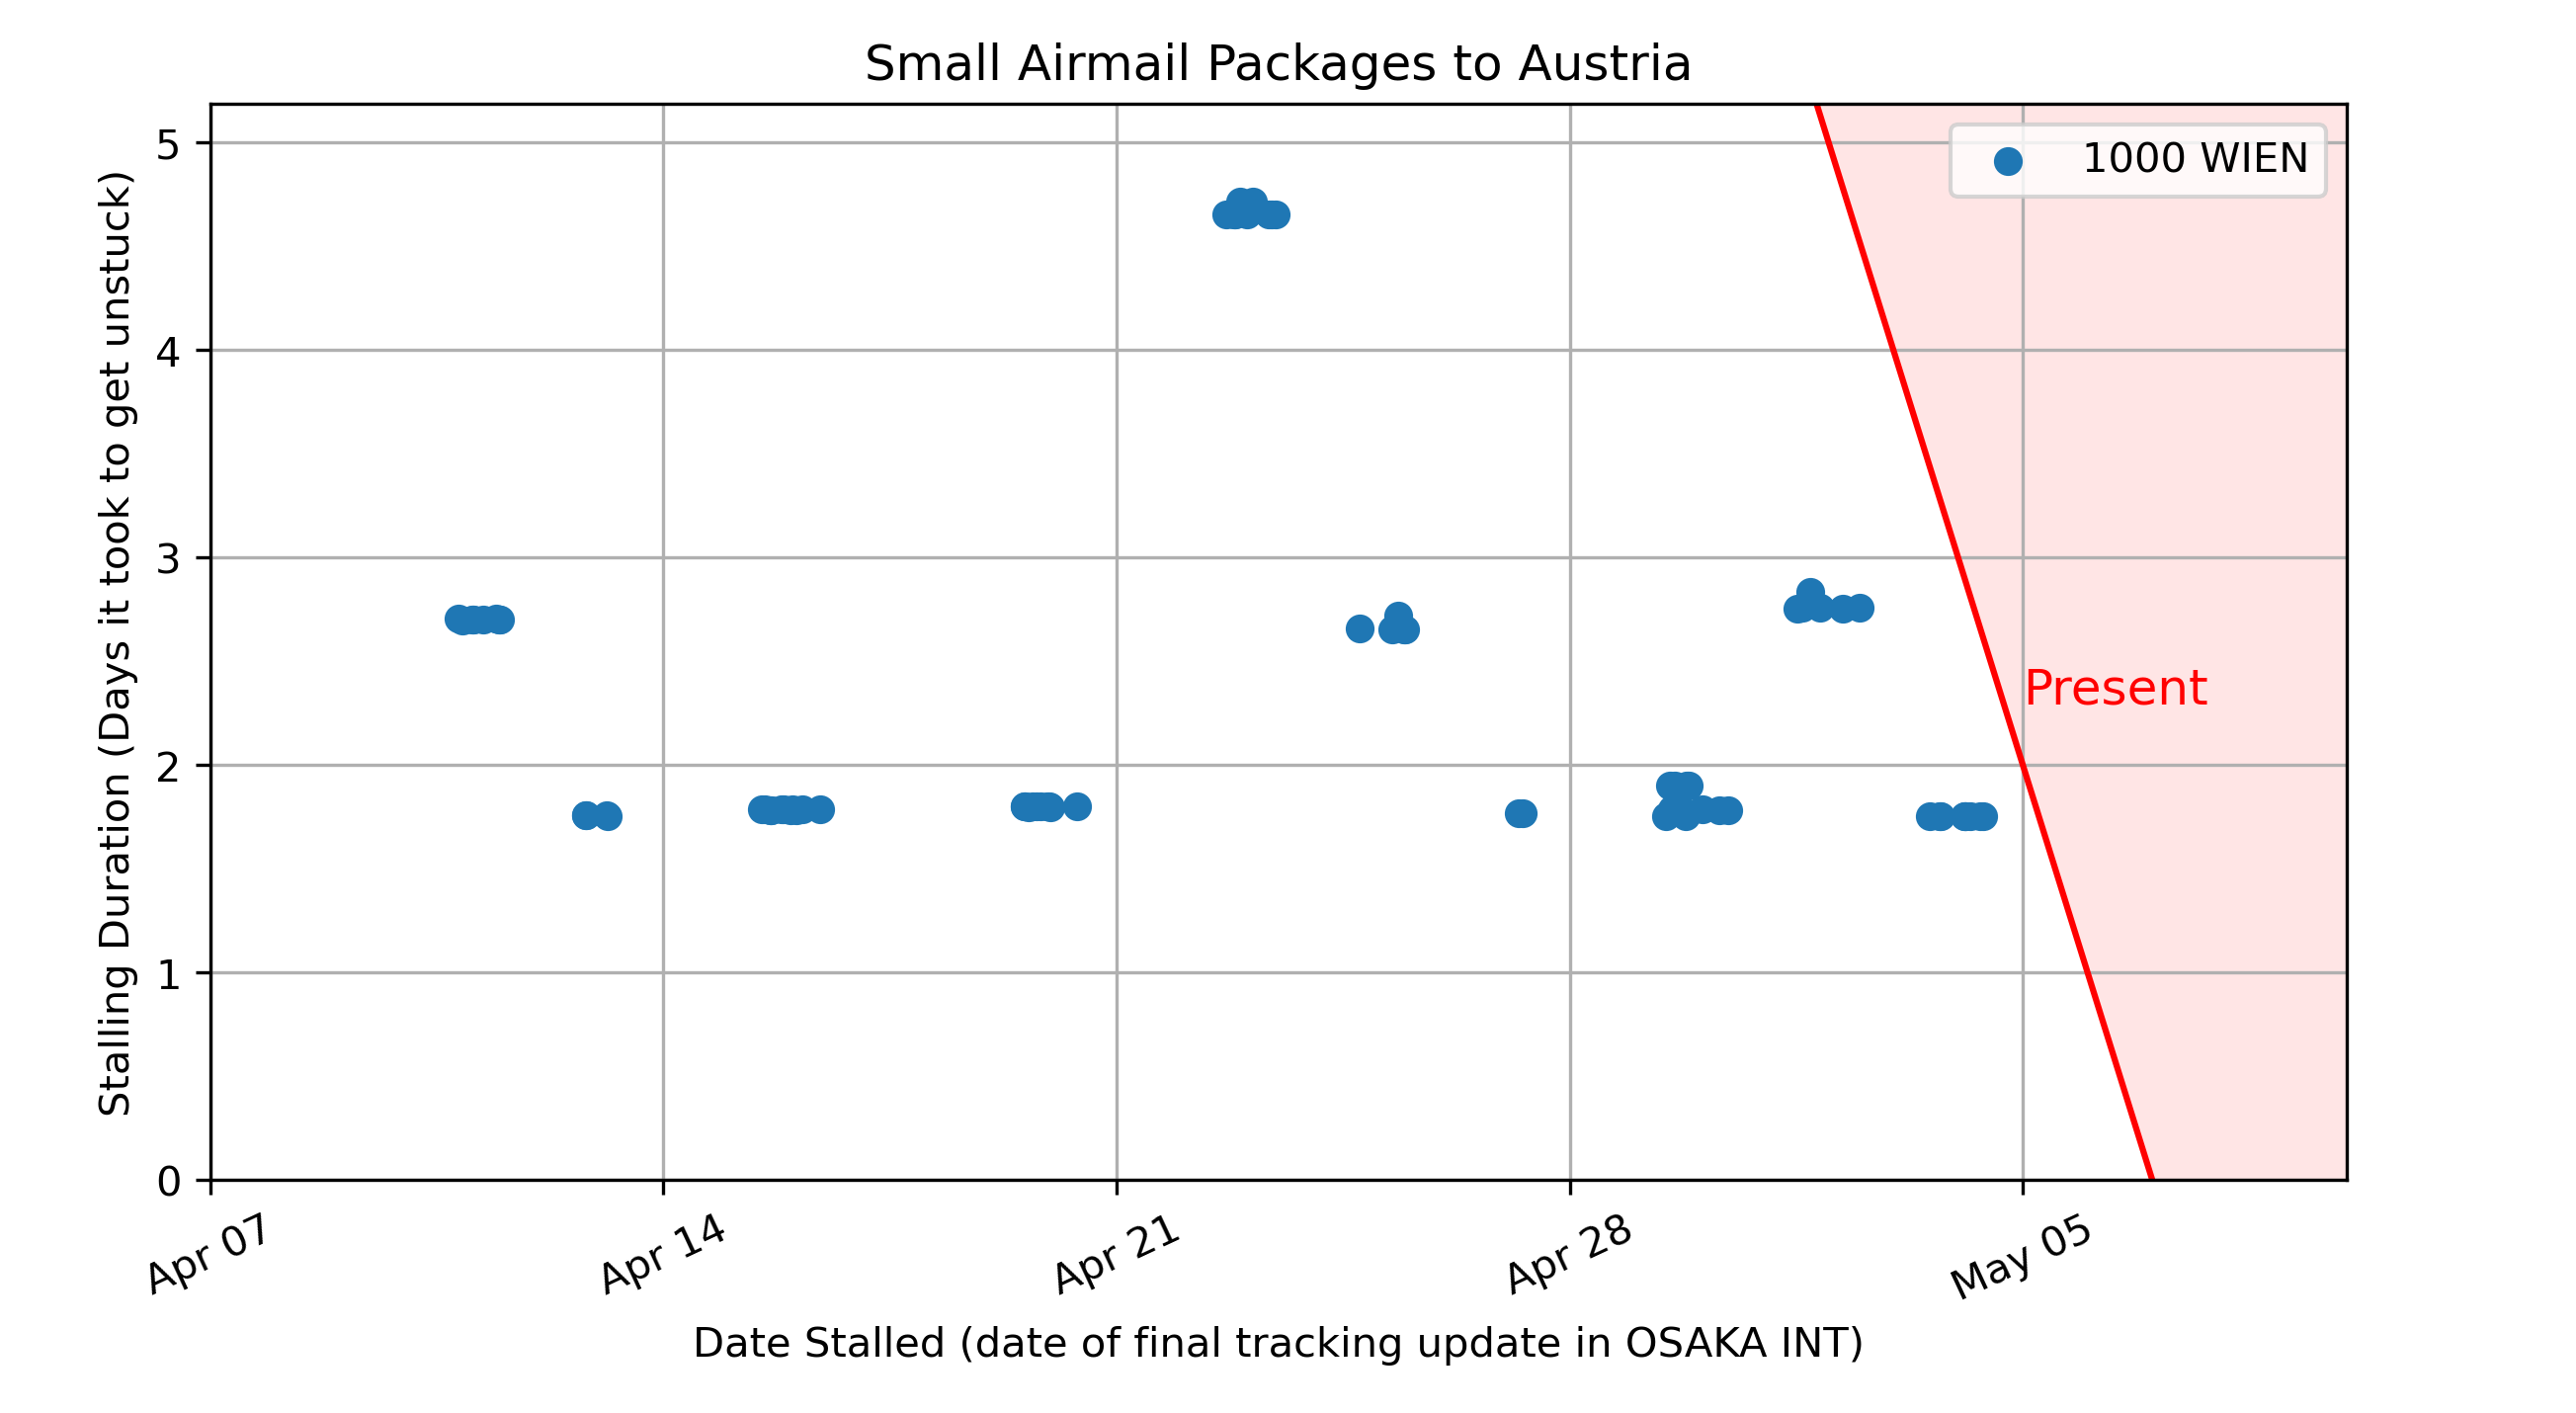 Small Airmail Packages to Austria
1000 WIEN
Stalling Duration (Days it took to get unstuck)
5
4
3
2
1
0
Present
Apr 07
Apr 14
Apr 21
Apr 28
May 05
Date Stalled (date of final tracking update in OSAKA INT)